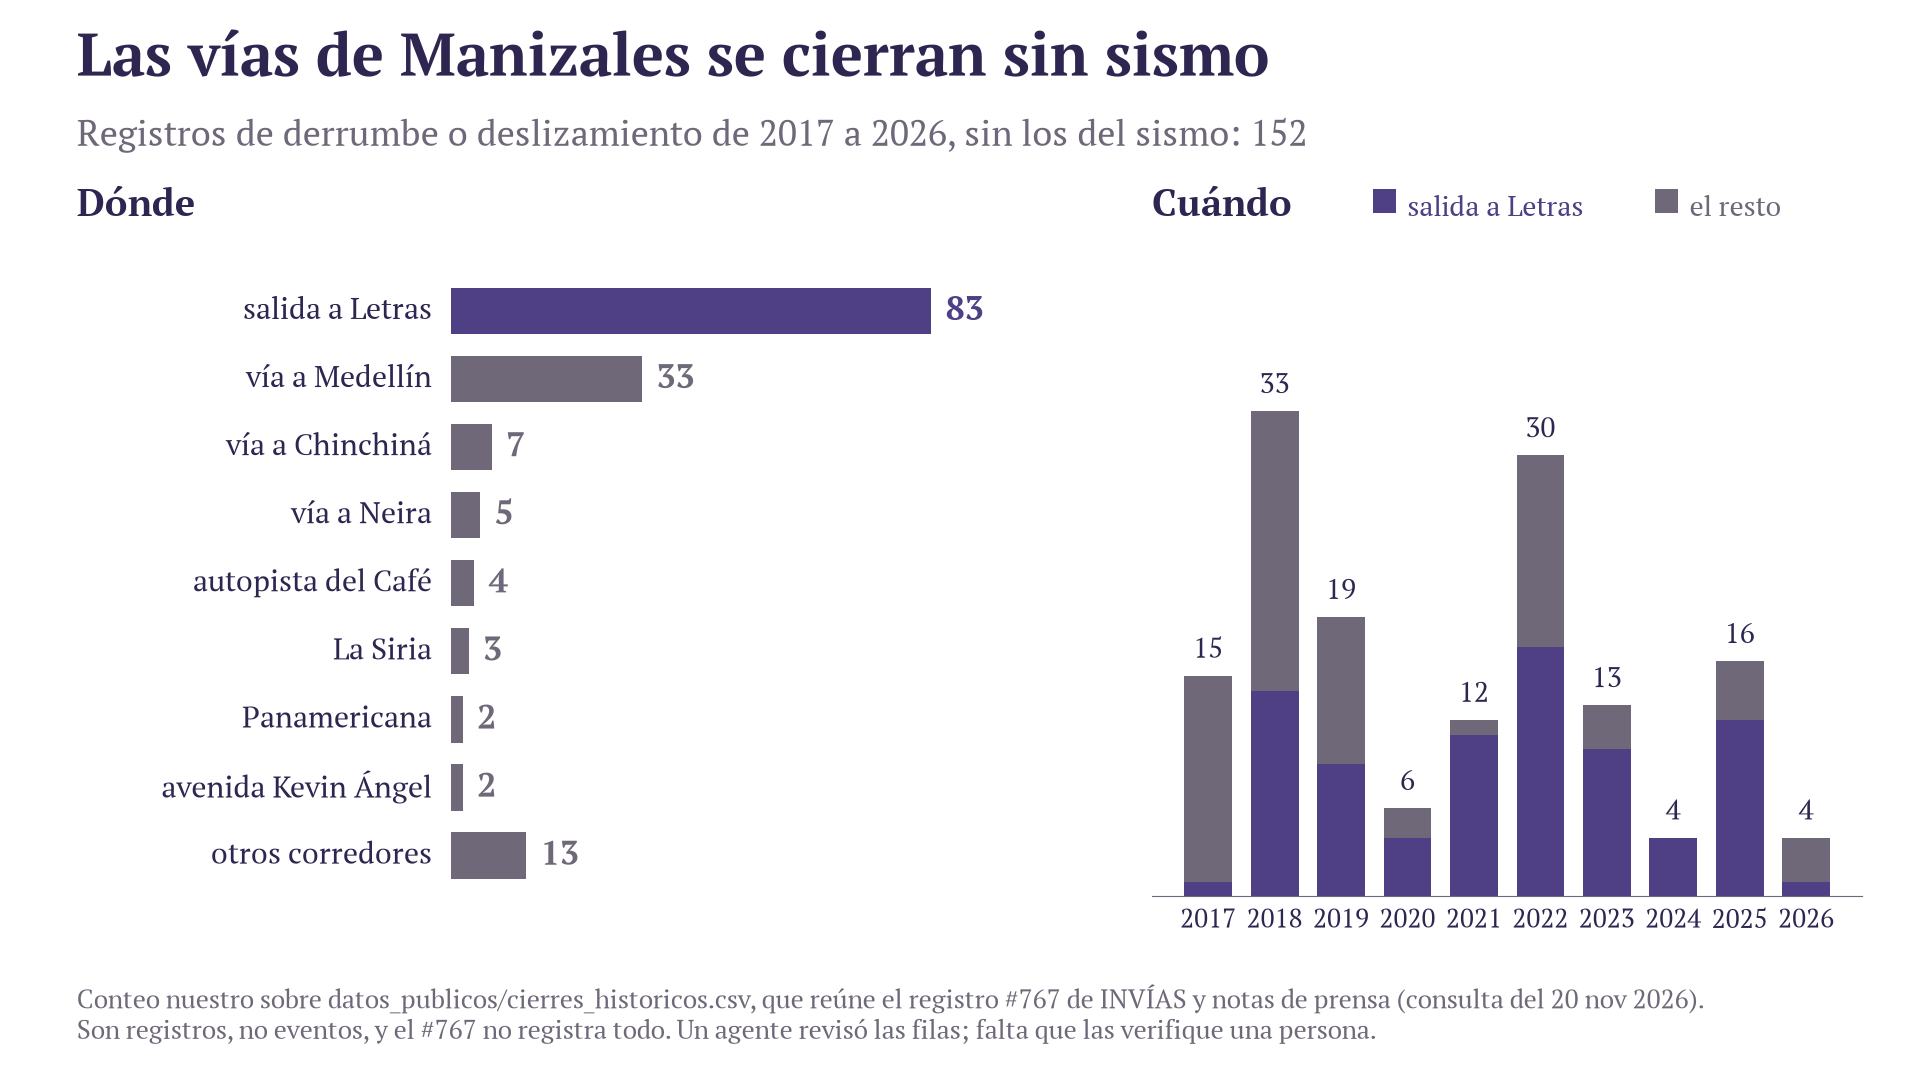 Las vías de Manizales se cierran sin sismo
Registros de derrumbe o deslizamiento de 2017 a 2026, sin los del sismo: 152
Dónde
salida a Letras 83
vía a Medellín 33
vía a Chinchiná 7
vía a Neira 5
autopista del Café 4
La Siria 3
Panamericana 2
avenida Kevin Ángel 2
otros corredores 13
Cuándo
salida a Letras
el resto
15 33 19 6 12 30 13 4 16 4
2017 2018 2019 2020 2021 2022 2023 2024 2025 2026
Conteo nuestro sobre datos_publicos/cierres_historicos.csv, que reúne el registro #767 de INVÍAS y notas de prensa (consulta del 20 nov 2026).
Son registros, no eventos, y el #767 no registra todo. Un agente revisó las filas; falta que las verifique una persona.